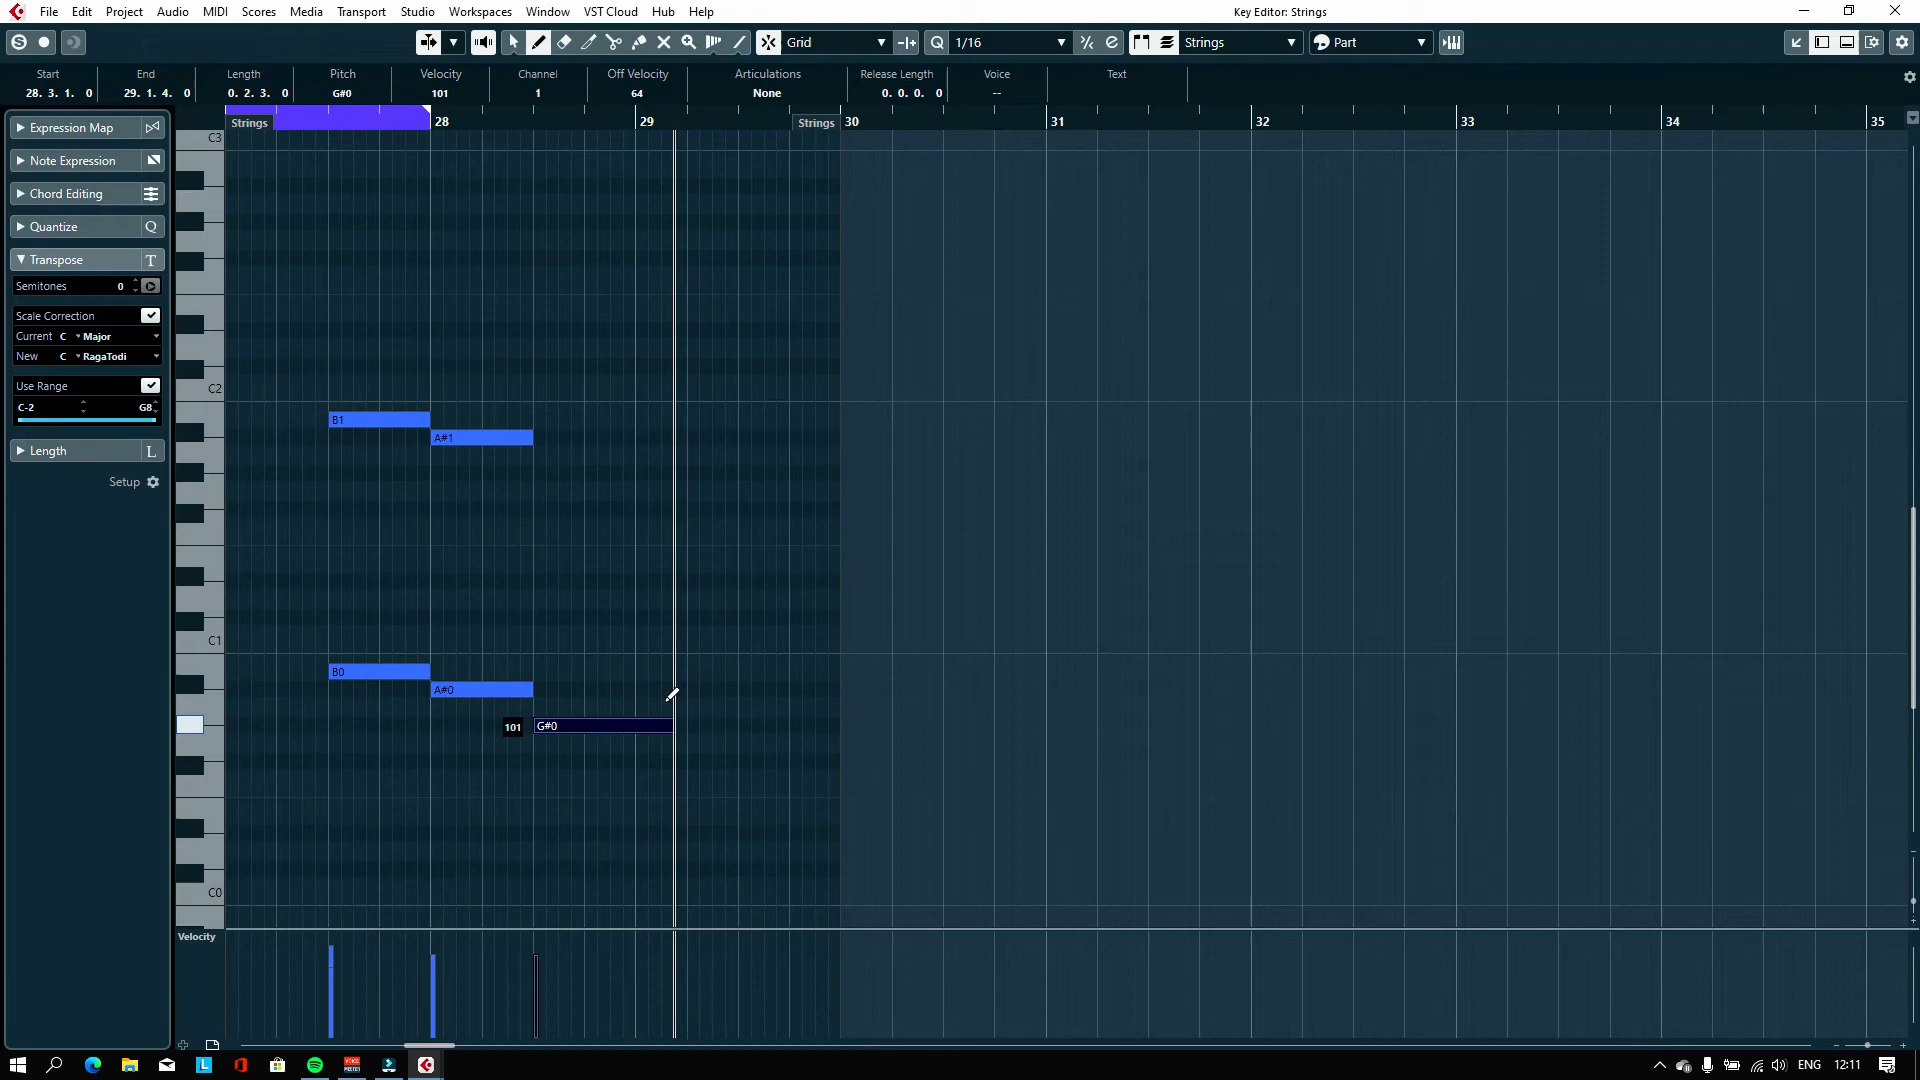 File Edit Project Audio MIDI Scores Media Transport Studio Workspaces Window VST Cloud Hub Help Key Editor: Strings
Grid 1/16 Strings Part
Start End Length Pitch Velocity Channel Off Velocity Articulations Release Length Voice Text
28. 3. 1. 0 29. 1. 4. 0 0. 2. 3. 0 G#0 101 1 64 None 0. 0. 0. 0 --
Strings 28 29 Strings 30 31 32 33 34 35
Expression Map
Note Expression
Chord Editing
Quantize Q
Transpose T
Semitones 0
Scale Correction
Current C Major
New C RagaTodi
Use Range
C-2 G8
Length L
Setup
C3
C2
B1
A#1
C1
B0
A#0
101 G#0
C0
Velocity
L VOICE MEETER ENG 12:11